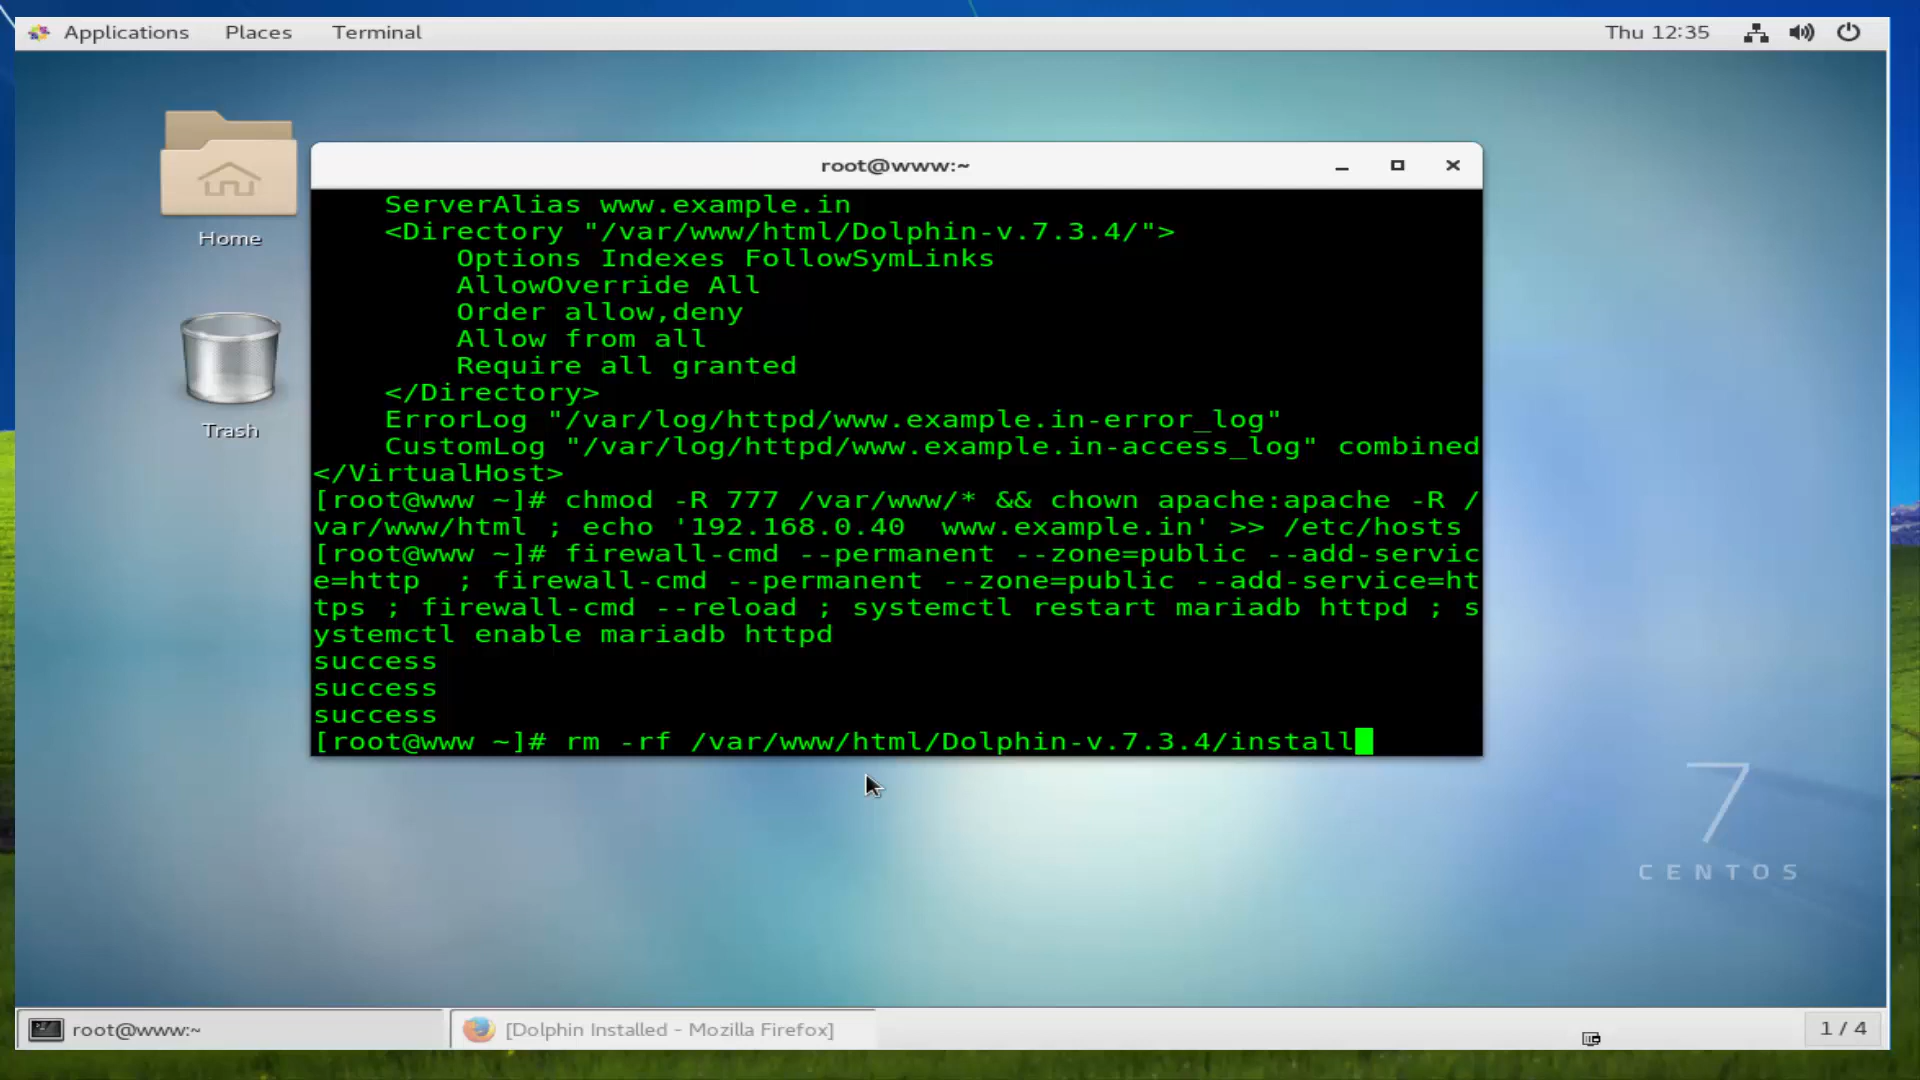 Applications Places Terminal Thu 12:35
Home
Trash
root@www:~
ServerAlias www.example.in
<Directory "/var/www/html/Dolphin-v.7.3.4/">
Options Indexes FollowSymLinks
AllowOverride All
Order allow,deny
Allow from all
Require all granted
</Directory>
ErrorLog "/var/log/httpd/www.example.in-error_log"
CustomLog "/var/log/httpd/www.example.in-access_log" combined
</VirtualHost>
[root@www ~]# chmod -R 777 /var/www/* && chown apache:apache -R /
var/www/html ; echo '192.168.0.40  www.example.in' >> /etc/hosts
[root@www ~]# firewall-cmd --permanent --zone=public --add-servic
e=http  ; firewall-cmd --permanent --zone=public --add-service=ht
tps ; firewall-cmd --reload ; systemctl restart mariadb httpd ; s
ystemctl enable mariadb httpd
success
success
success
[root@www ~]# rm -rf /var/www/html/Dolphin-v.7.3.4/install
7
CENTOS
root@www:~ [Dolphin Installed - Mozilla Firefox] 1 / 4